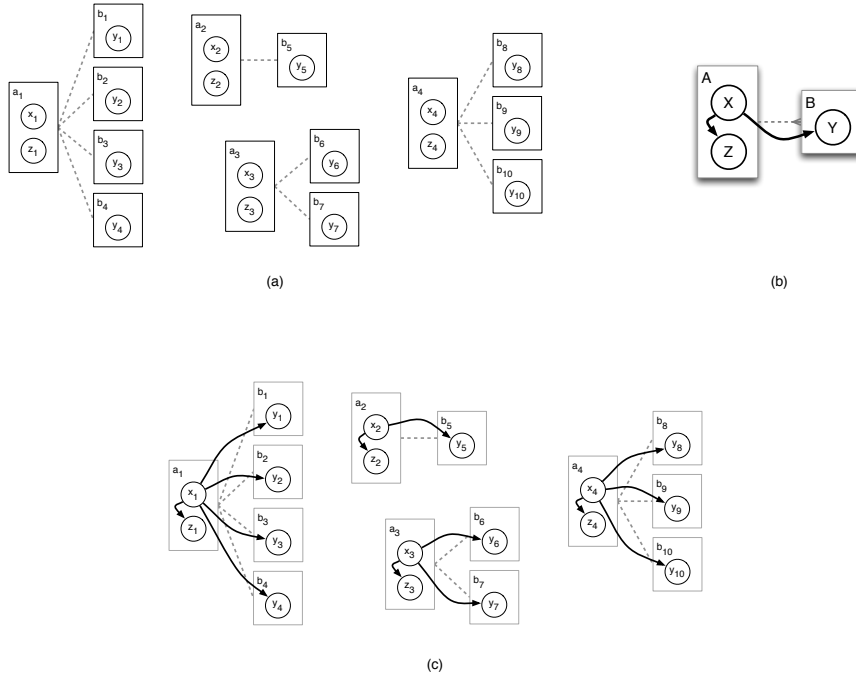 a1
x1
z1
b1
y1
b2
y2
b3
y3
b4
y4
a2
x2
z2
b5
y5
a3
x3
z3
b6
y6
b7
y7
a4
x4
z4
b8
y8
b9
y9
b10
y10
(a)
A
X
Z
B
Y
(b)
a1
x1
z1
b1
y1
b2
y2
b3
y3
b4
y4
a2
x2
z2
b5
y5
a3
x3
z3
b6
y6
b7
y7
a4
x4
z4
b8
y8
b9
y9
b10
y10
(c)